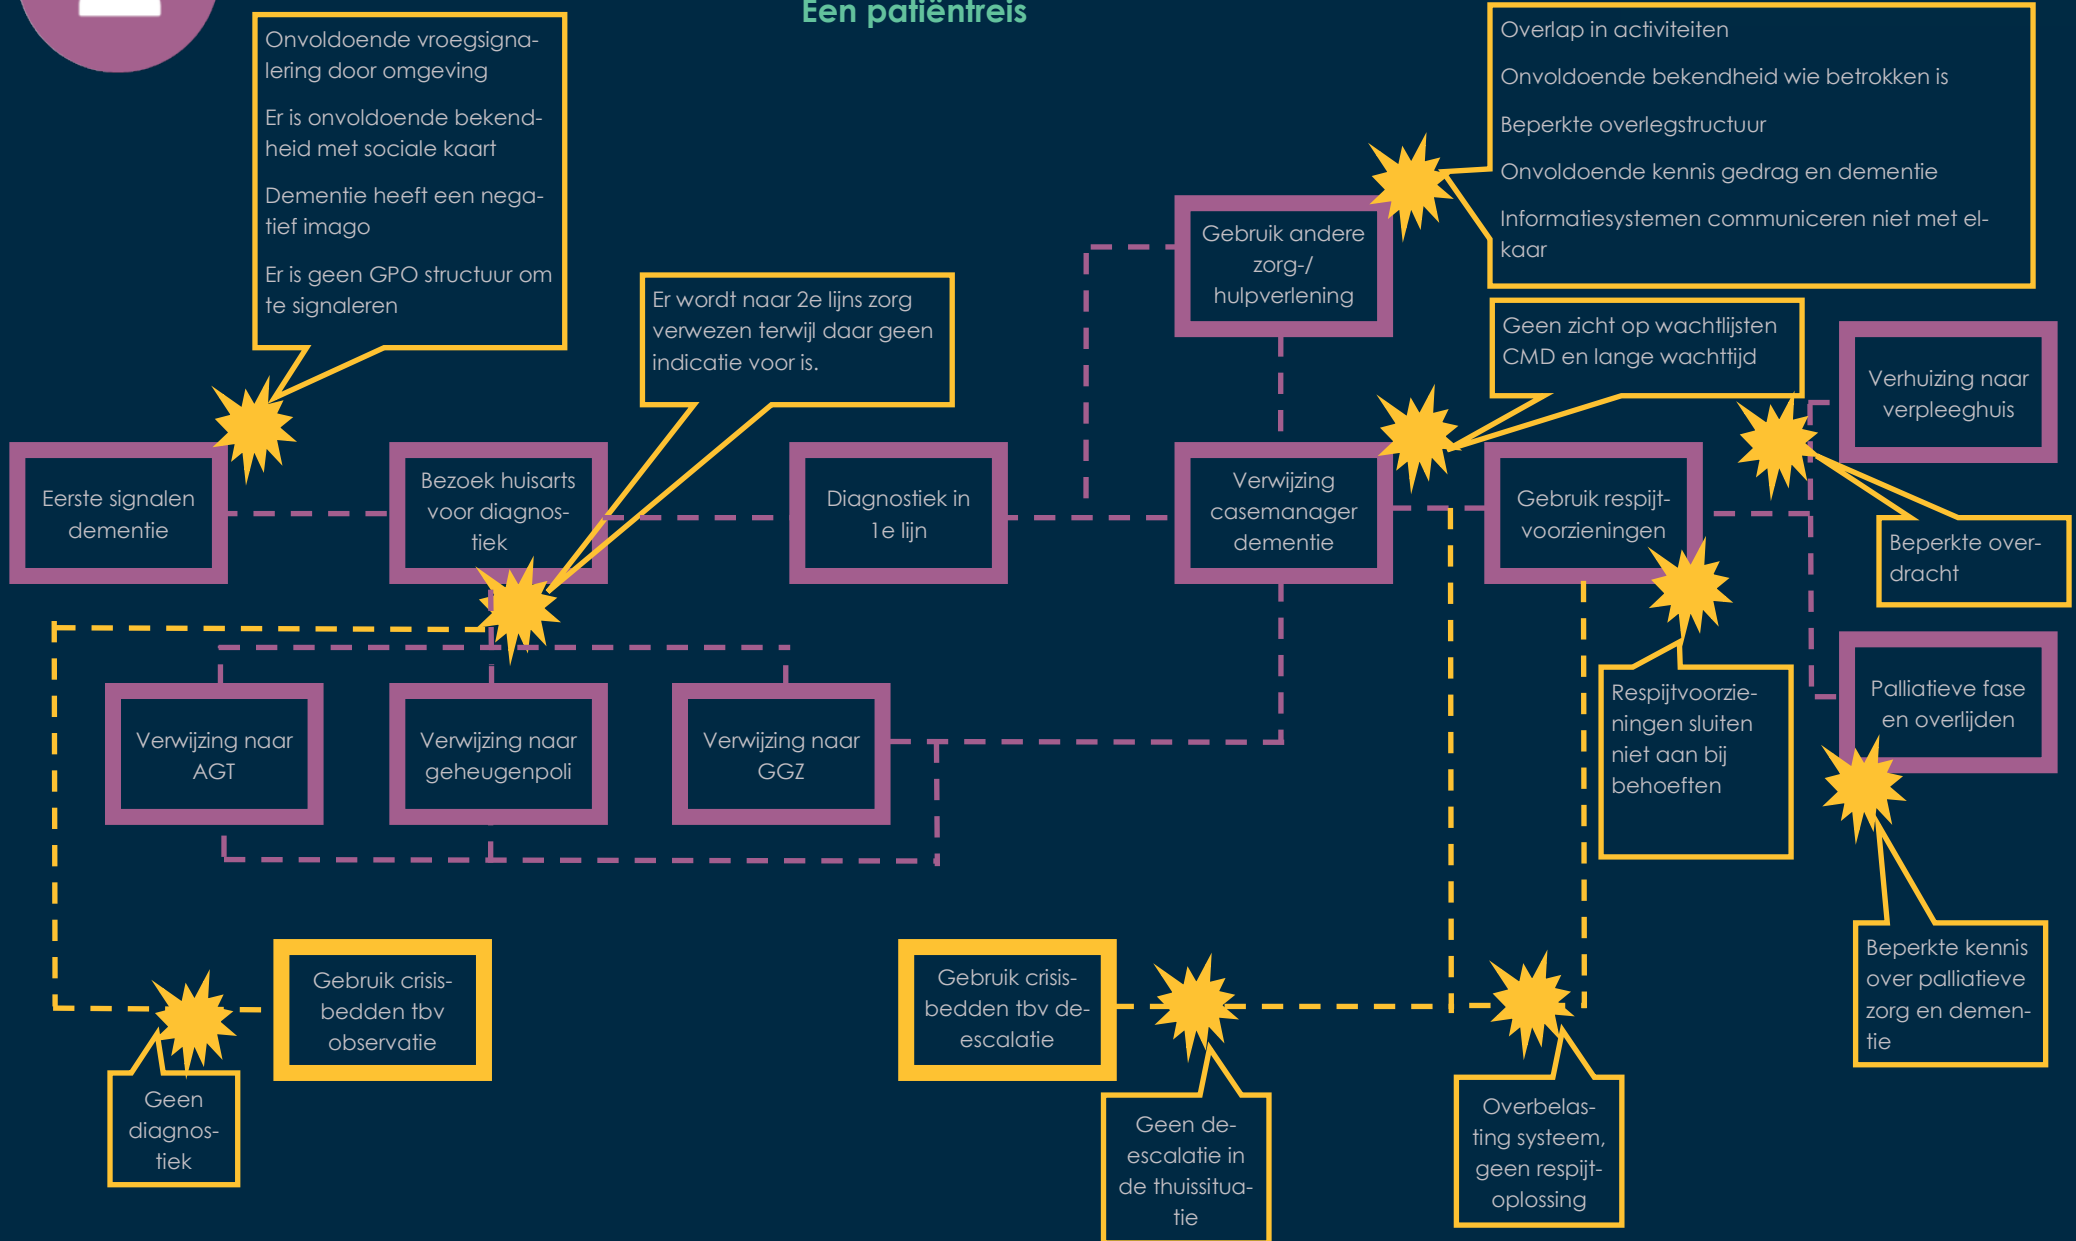 Een patiëntreis
Onvoldoende vroegsigna-
lering door omgeving
Er is onvoldoende bekend-
heid met sociale kaart
Dementie heeft een nega-
tief imago
Er is geen GPO structuur om
te signaleren
Overlap in activiteiten
Onvoldoende bekendheid wie betrokken is
Beperkte overlegstructuur
Onvoldoende kennis gedrag en dementie
Informatiesystemen communiceren niet met el-
kaar
Er wordt naar 2e lijns zorg
verwezen terwijl daar geen
indicatie voor is.
Gebruik andere
zorg-/
hulpverlening
Geen zicht op wachtlijsten
CMD en lange wachttijd
Verhuizing naar
verpleeghuis
Eerste signalen
dementie
Bezoek huisarts
voor diagnos-
tiek
Diagnostiek in
1e lijn
Verwijzing
casemanager
dementie
Gebruik respijt-
voorzieningen
Beperkte over-
dracht
Verwijzing naar
AGT
Verwijzing naar
geheugenpoli
Verwijzing naar
GGZ
Respijtvoorzie-
ningen sluiten
niet aan bij
behoeften
Palliatieve fase
en overlijden
Gebruik crisis-
bedden tbv
observatie
Gebruik crisis-
bedden tbv de-
escalatie
Beperkte kennis
over palliatieve
zorg en demen-
tie
Geen
diagnos-
tiek
Geen de-
escalatie in
de thuissitua-
tie
Overbelas-
ting systeem,
geen respijt-
oplossing